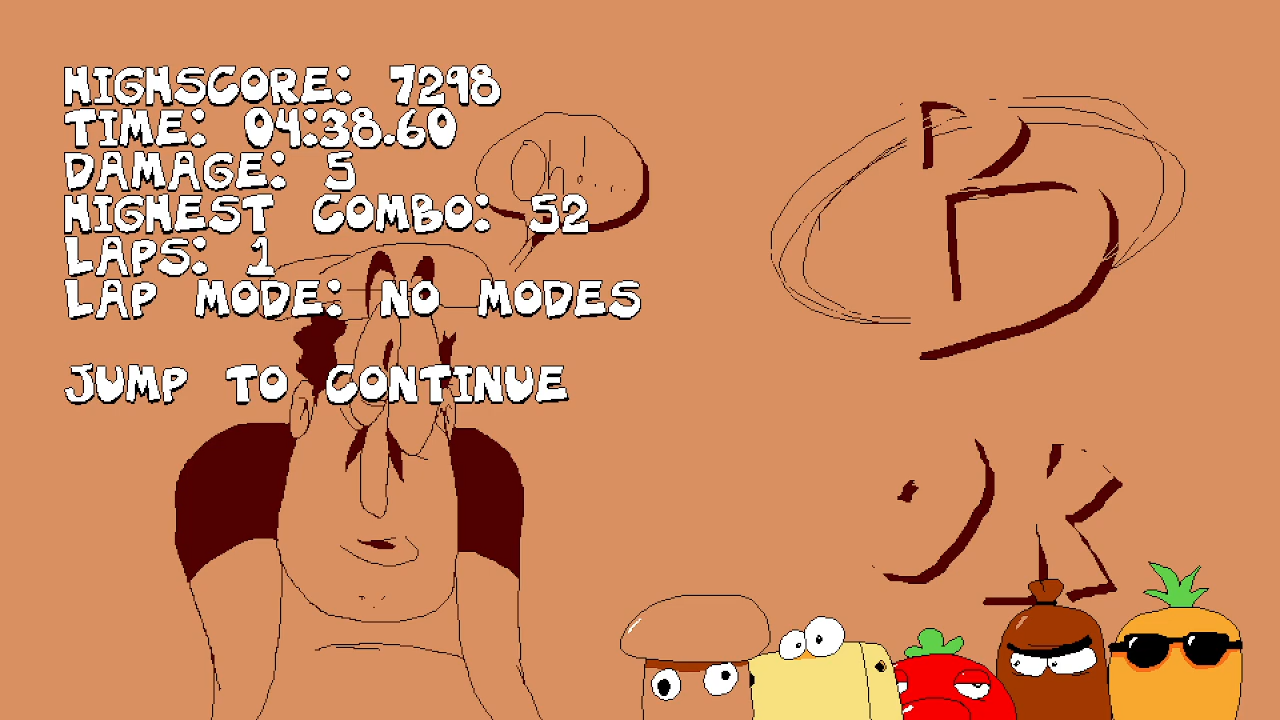 HIGHSCORE: 7298
TIME: 04:38.60
DAMAGE: 5
HIGHEST COMBO: 52
LAPS: 1
LAP MODE: NO MODES
JUMP TO CONTINUE
Oh!....
D